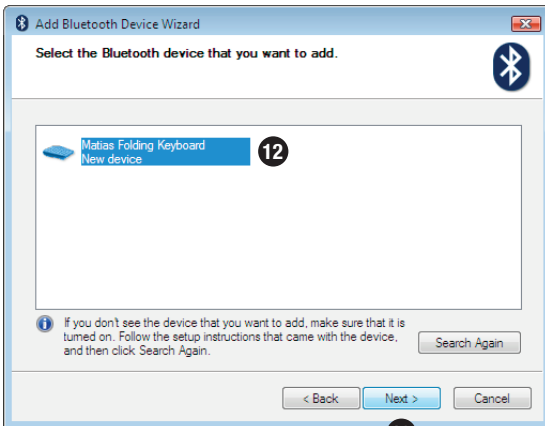 Add Bluetooth Device Wizard
Select the Bluetooth device that you want to add.
Matias Folding Keyboard
New device
12
If you don't see the device that you want to add, make sure that it is
turned on. Follow the setup instructions that came with the device,
and then click Search Again.
Search Again
< Back
Next >
Cancel